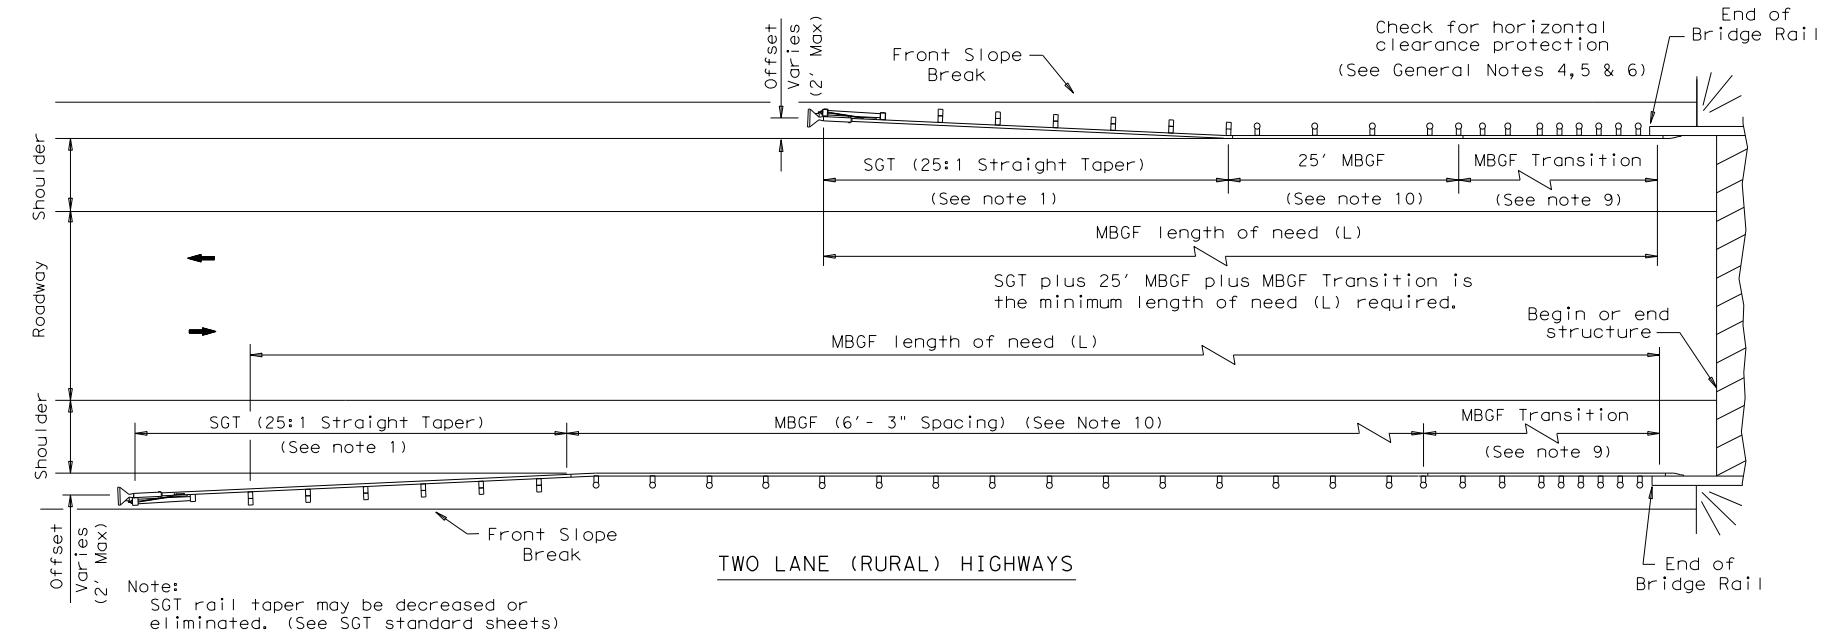 Offset
Varies
(2' Max)
Front Slope
Break
Check for horizontal
clearance protection
(See General Notes 4,5 & 6)
End of
Bridge Rail
Shoulder
SGT (25:1 Straight Taper)
(See note 1)
25' MBGF
(See note 10)
MBGF Transition
(See note 9)
MBGF length of need (L)
SGT plus 25' MBGF plus MBGF Transition is
the minimum length of need (L) required.
Roadway
Begin or end
structure
MBGF length of need (L)
Shoulder
SGT (25:1 Straight Taper)
(See note 1)
MBGF (6'- 3" Spacing) (See Note 10)
MBGF Transition
(See note 9)
Offset
Varies
(2' Max)
Front Slope
Break
End of
Bridge Rail
TWO LANE (RURAL) HIGHWAYS
Note:
SGT rail taper may be decreased or
eliminated. (See SGT standard sheets)